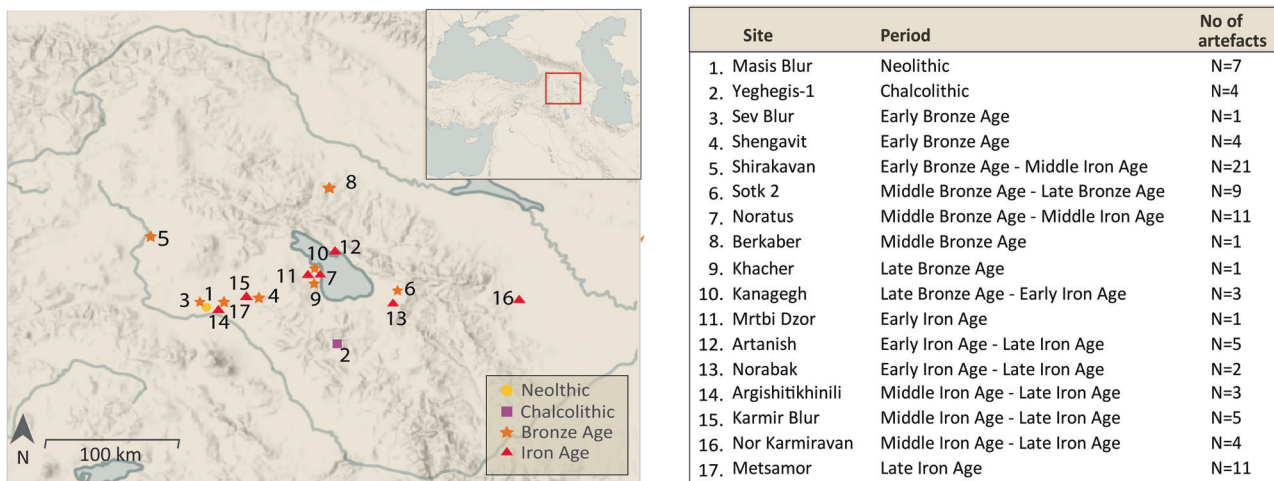 8
5
10
12
11
7
15
6
3
1
4
9
16
17
13
14
2
Neolthic
Chalcolithic
Bronze Age
Iron Age
N
100 km
Site Period No of artefacts
1. Masis Blur Neolithic N=7
2. Yeghegis-1 Chalcolithic N=4
3. Sev Blur Early Bronze Age N=1
4. Shengavit Early Bronze Age N=4
5. Shirakavan Early Bronze Age - Middle Iron Age N=21
6. Sotk 2 Middle Bronze Age - Late Bronze Age N=9
7. Noratus Middle Bronze Age - Middle Iron Age N=11
8. Berkaber Middle Bronze Age N=1
9. Khacher Late Bronze Age N=1
10. Kanagegh Late Bronze Age - Early Iron Age N=3
11. Mrtbi Dzor Early Iron Age N=1
12. Artanish Early Iron Age - Late Iron Age N=5
13. Norabak Early Iron Age - Late Iron Age N=2
14. Argishitikhinili Middle Iron Age - Late Iron Age N=3
15. Karmir Blur Middle Iron Age - Late Iron Age N=5
16. Nor Karmiravan Middle Iron Age - Late Iron Age N=4
17. Metsamor Late Iron Age N=11